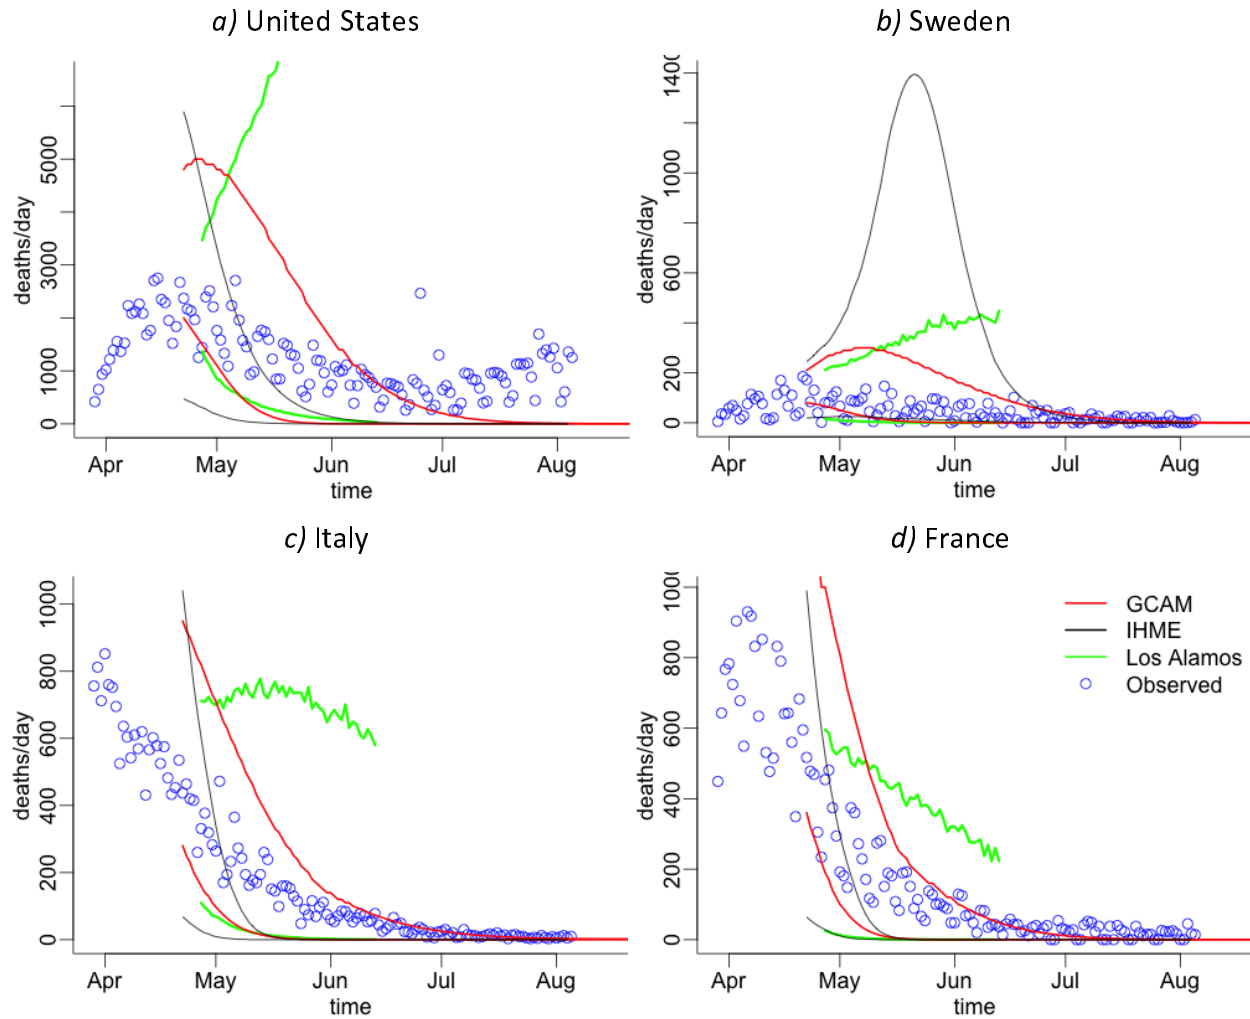 a) United States
deaths/day
0
1000
3000
5000
Apr
May
Jun
Jul
Aug
time
b) Sweden
deaths/day
0
200
600
1000
1400
Apr
May
Jun
Jul
Aug
time
c) Italy
deaths/day
0
200
400
600
800
1000
Apr
May
Jun
Jul
Aug
time
d) France
deaths/day
0
200
400
600
800
1000
Apr
May
Jun
Jul
Aug
time
GCAM
IHME
Los Alamos
Observed